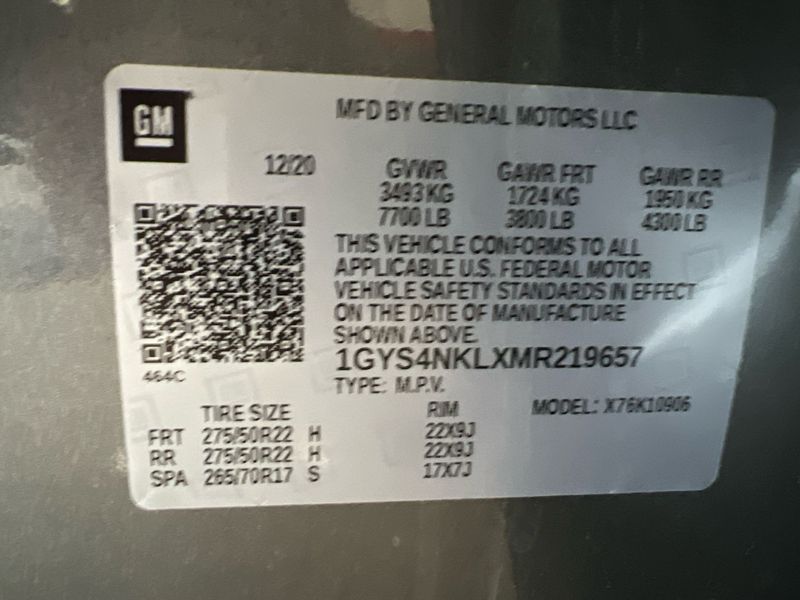 GM
MFD BY GENERAL MOTORS LLC
12/20 GVWR GAWR FRT GAWR RR
3493 KG 1724 KG 1950 KG
7700 LB 3800 LB 4300 LB
THIS VEHICLE CONFORMS TO ALL
APPLICABLE U.S. FEDERAL MOTOR
VEHICLE SAFETY STANDARDS IN EFFECT
ON THE DATE OF MANUFACTURE
SHOWN ABOVE.
1GYS4NKLXMR219657
464C
TYPE: M.P.V.
TIRE SIZE RIM MODEL: X76K10906
FRT 275/50R22 H 22X9J
RR 275/50R22 H 22X9J
SPA 265/70R17 S 17X7J